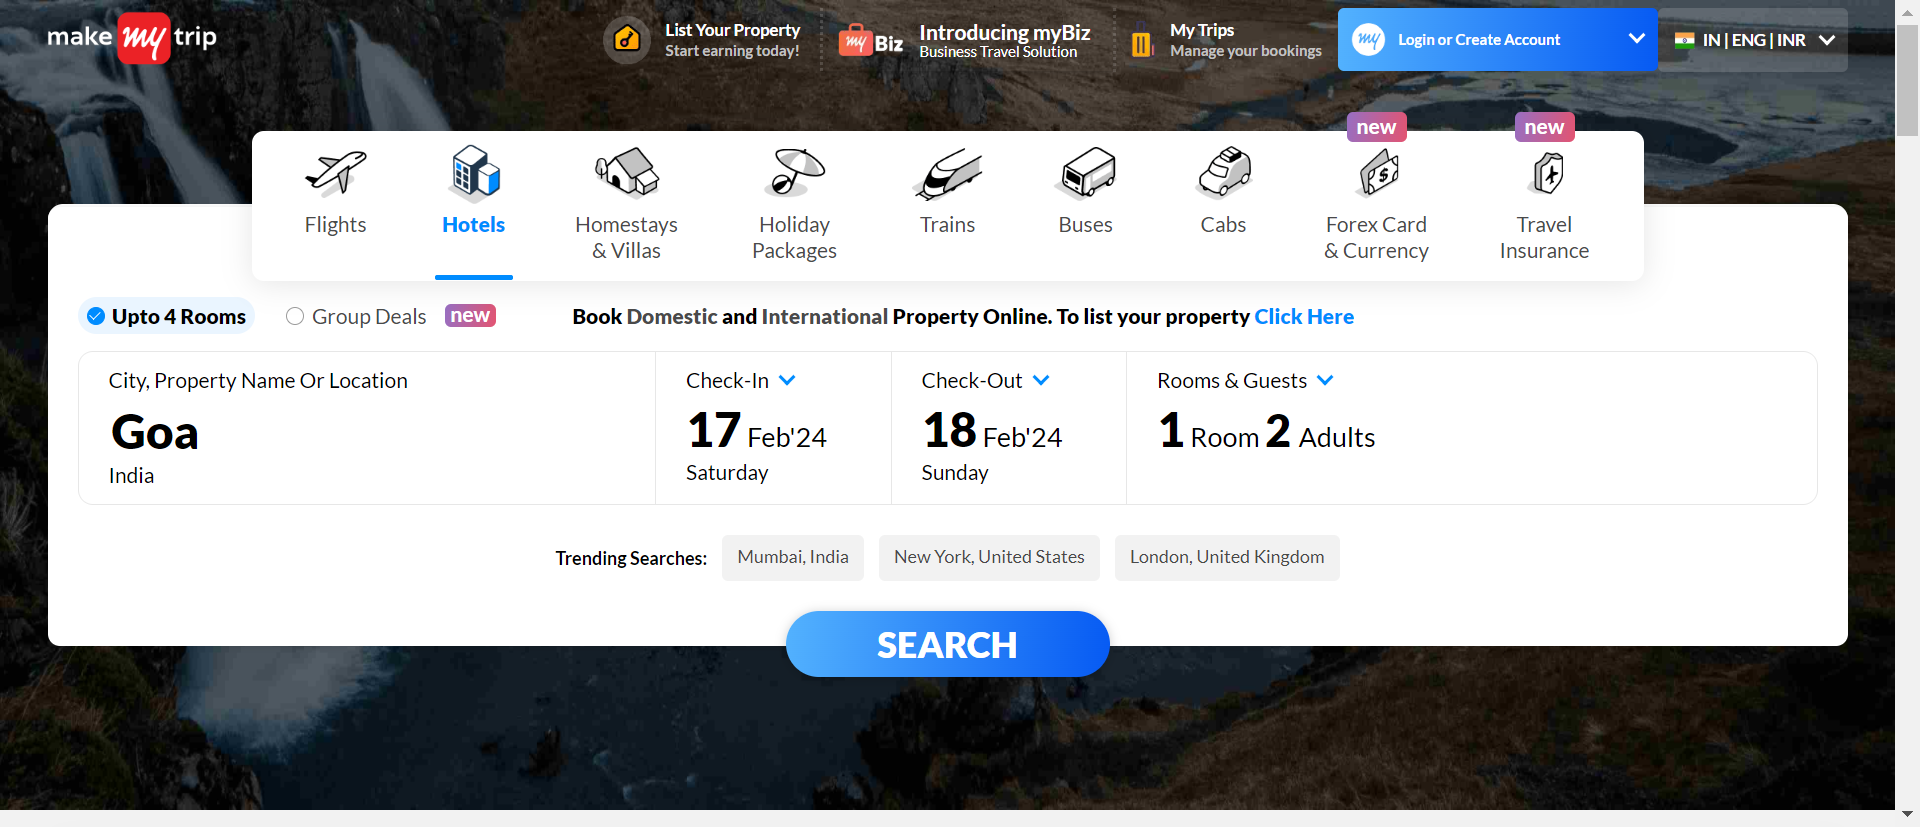 make my trip
List Your Property
Start earning today!
my Biz
Introducing myBiz
Business Travel Solution
My Trips
Manage your bookings
my
Login or Create Account
IN | ENG | INR
new
new
Flights
Hotels
Homestays
& Villas
Holiday
Packages
Trains
Buses
Cabs
Forex Card
& Currency
Travel
Insurance
Upto 4 Rooms
Group Deals
new
Book Domestic and International Property Online. To list your property Click Here
City, Property Name Or Location
Goa
India
Check-In
17 Feb'24
Saturday
Check-Out
18 Feb'24
Sunday
Rooms & Guests
1 Room 2 Adults
Trending Searches:
Mumbai, India
New York, United States
London, United Kingdom
SEARCH